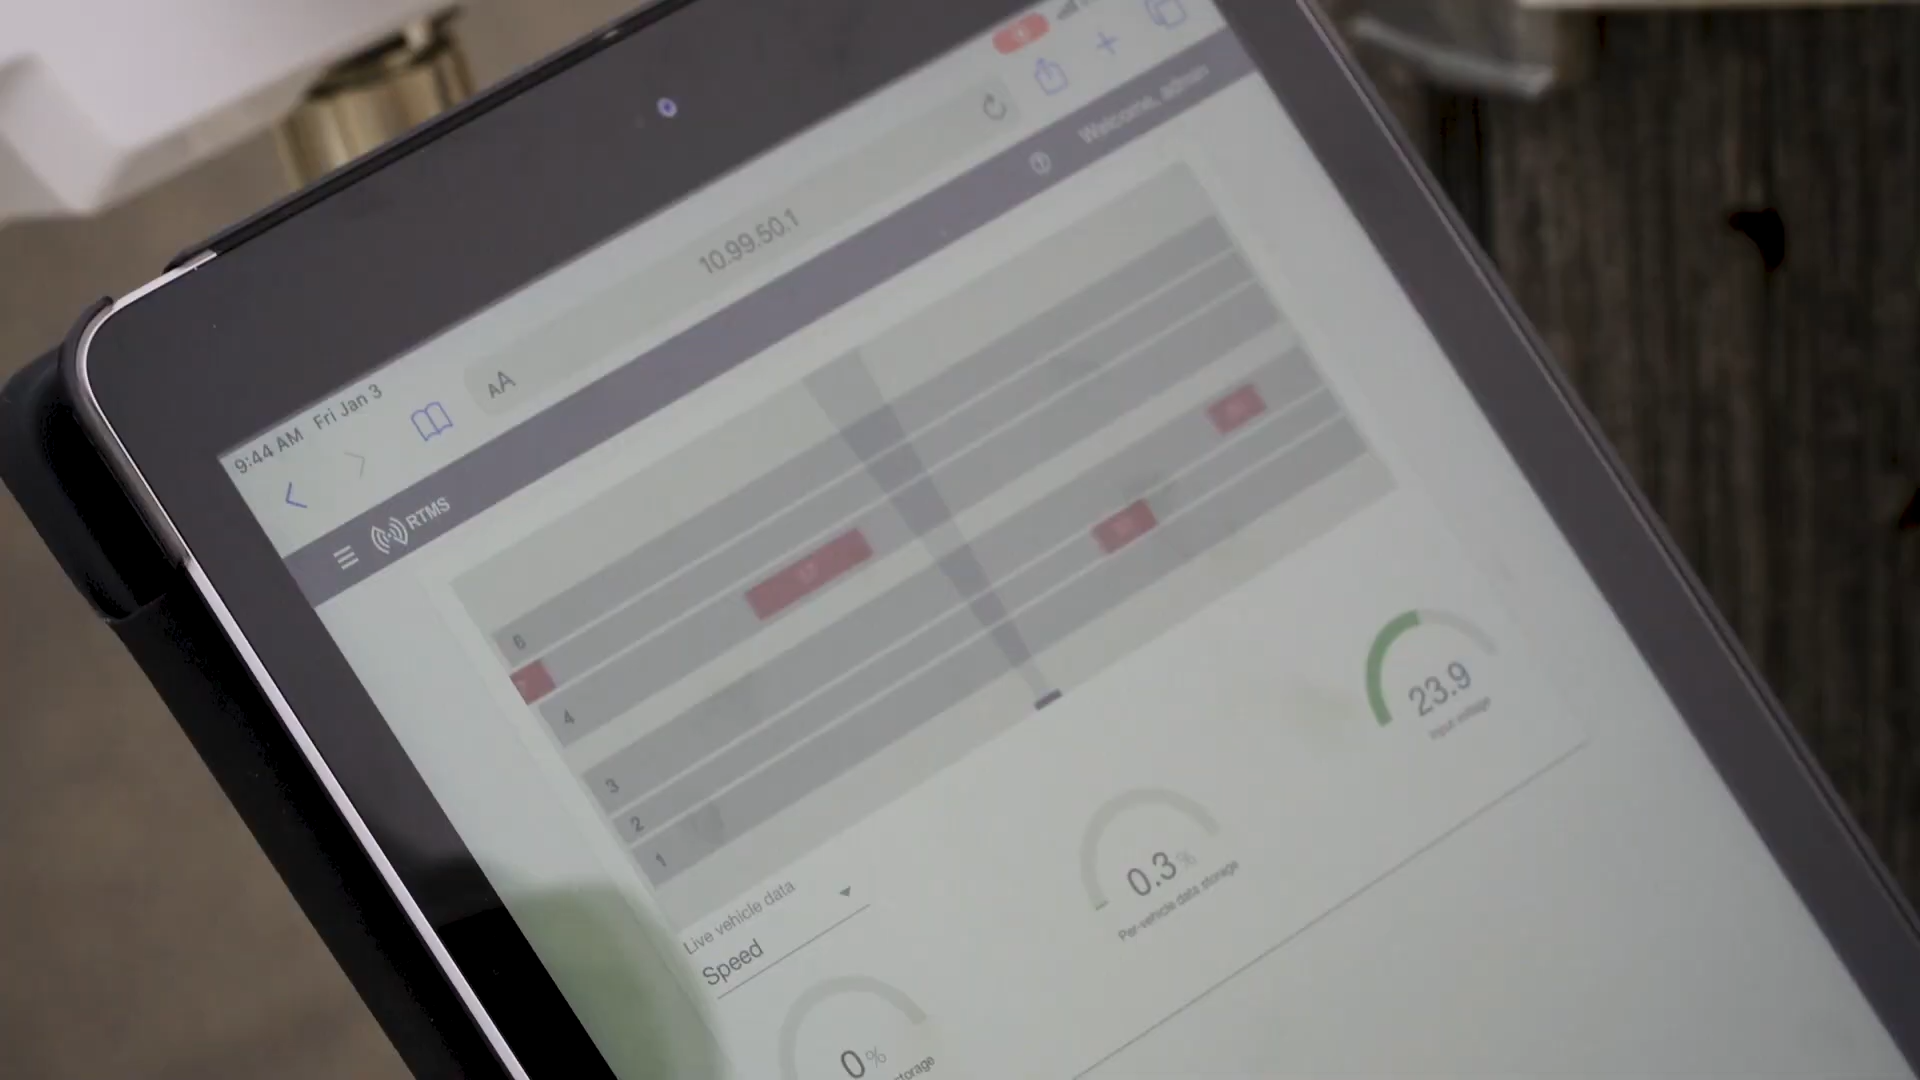 9:44 AM Fri Jan 3
AA
10.99.50.1
RTMS
Welcome, admin
6
4
3
2
1
Live vehicle data
Speed
23.9
Input voltage
0.3 %
Per-vehicle data storage
0 %
storage